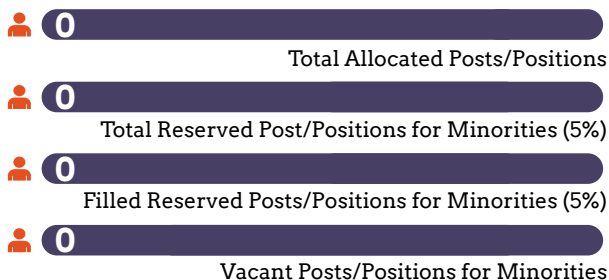 0
Total Allocated Posts/Positions
0
Total Reserved Post/Positions for Minorities (5%)
0
Filled Reserved Posts/Positions for Minorities (5%)
0
Vacant Posts/Positions for Minorities